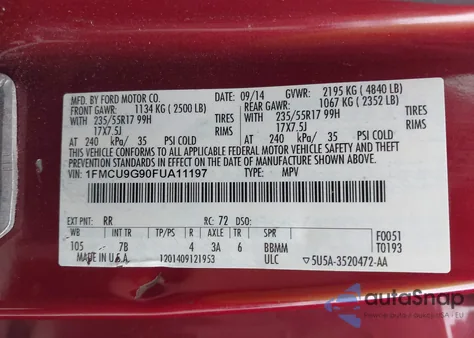 MFD. BY FORD MOTOR CO. 09/14 GVWR: 2195 KG (4840 LB)
FRONT GAWR: 1134 KG (2500 LB) REAR GAWR: 1067 KG (2352 LB)
WITH 235/55R17 99H TIRES WITH 235/55R17 99H TIRES
17X7.5J RIMS 17X7.5J RIMS
AT 240 kPa/ 35 PSI COLD AT 240 kPa/ 35 PSI COLD
THIS VEHICLE CONFORMS TO ALL APPLICABLE FEDERAL MOTOR VEHICLE
SAFETY AND THEFT PREVENTION STANDARDS IN EFFECT ON THE DATE OF
MANUFACTURE SHOWN ABOVE.
VIN: 1FMCU9G90FUA11197 TYPE: MPV
EXT PNT: RR RC: 72 DSO:
WB INT TR TP/PS R AXLE TR SPR F0051
105 7B 4 3A 6 BBMM T0193
MADE IN U.S.A. 1201409121953 ULC 5U5A-3520472-AA
autoSnap